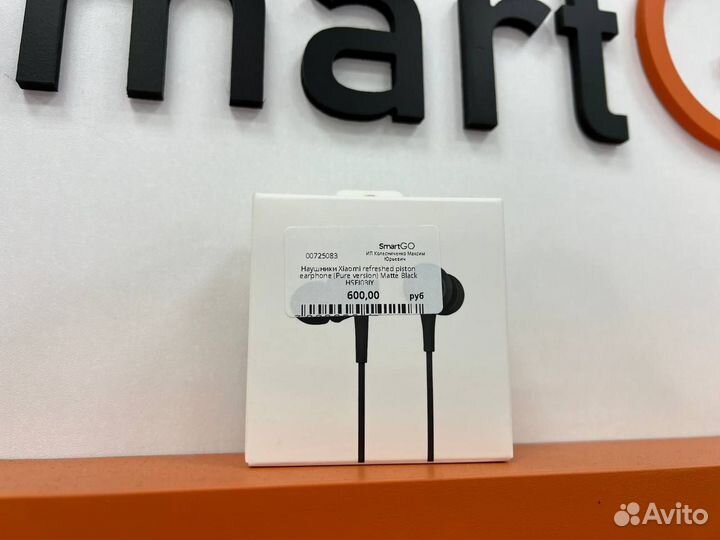 martG
00725083
SmartGO
ИП Колесниченко Максим
Юрьевич
Наушники Xiaomi refreshed piston
earphone (Pure version) Matte Black
HSEJ03JY
600,00 руб
Avito